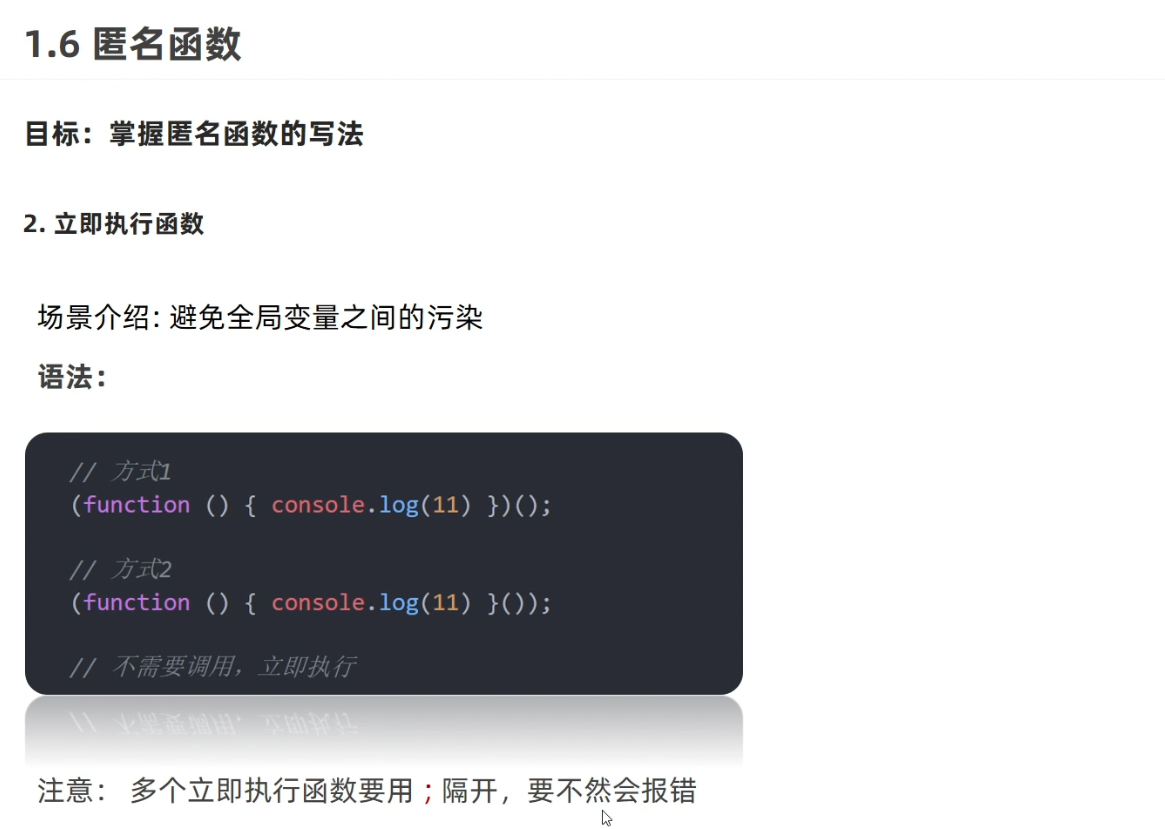 1.6 匿名函数
目标：掌握匿名函数的写法
2. 立即执行函数
场景介绍: 避免全局变量之间的污染
语法：
// 方式1
(function () { console.log(11) })();
// 方式2
(function () { console.log(11) }());
// 不需要调用，立即执行
注意： 多个立即执行函数要用 ; 隔开，要不然会报错